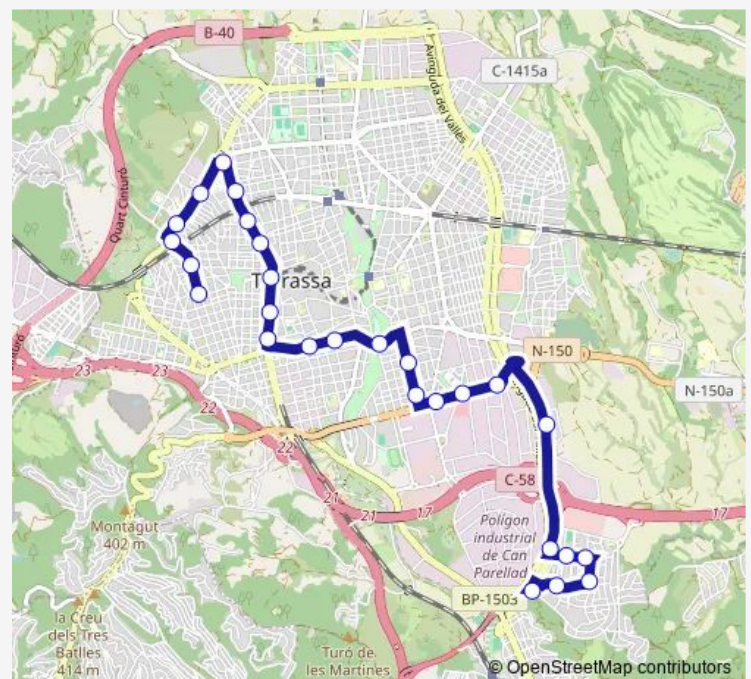 B-40
C-1415a
Avinguda del Vallès
Quart Cinturó
N-150
N-150a
23
23
22
22
C-58
21
21
17
17
Montagut
402 m
Polígon
industrial
de Can
Parellad
BP-1503
la Creu
dels Tres
Batlles
414 m
Turó de
les Martines
© OpenStreetMap contributors